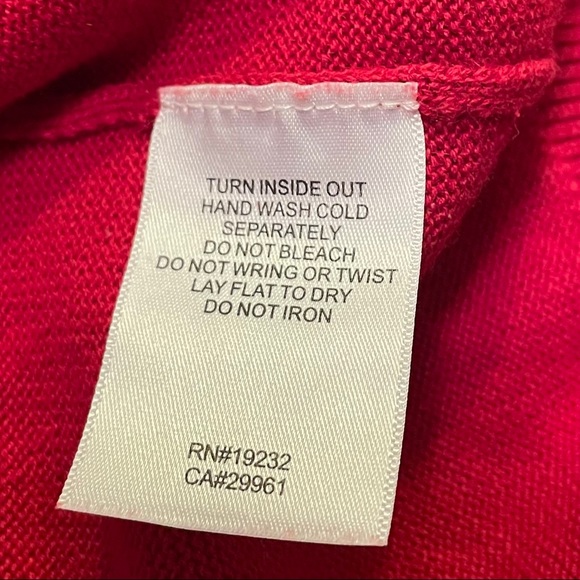 TURN INSIDE OUT
HAND WASH COLD
SEPARATELY
DO NOT BLEACH
DO NOT WRING OR TWIST
LAY FLAT TO DRY
DO NOT IRON
RN#19232
CA#29961